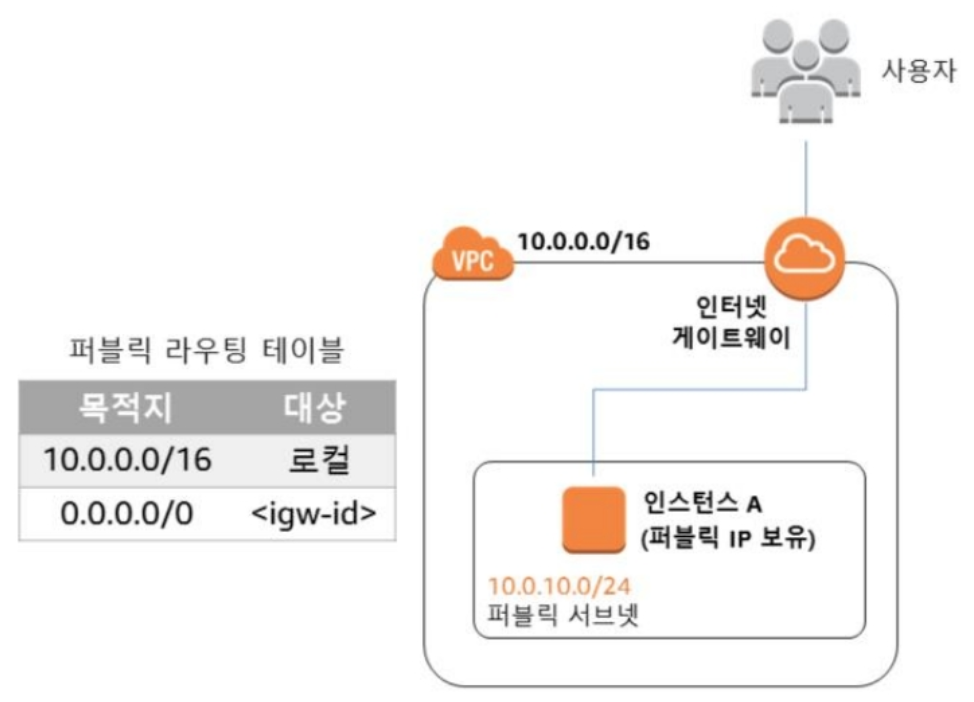 사용자
VPC
10.0.0.0/16
인터넷
게이트웨이
퍼블릭 라우팅 테이블
목적지 대상
10.0.0.0/16 로컬
0.0.0.0/0 <igw-id>
인스턴스 A
(퍼블릭 IP 보유)
10.0.10.0/24
퍼블릭 서브넷